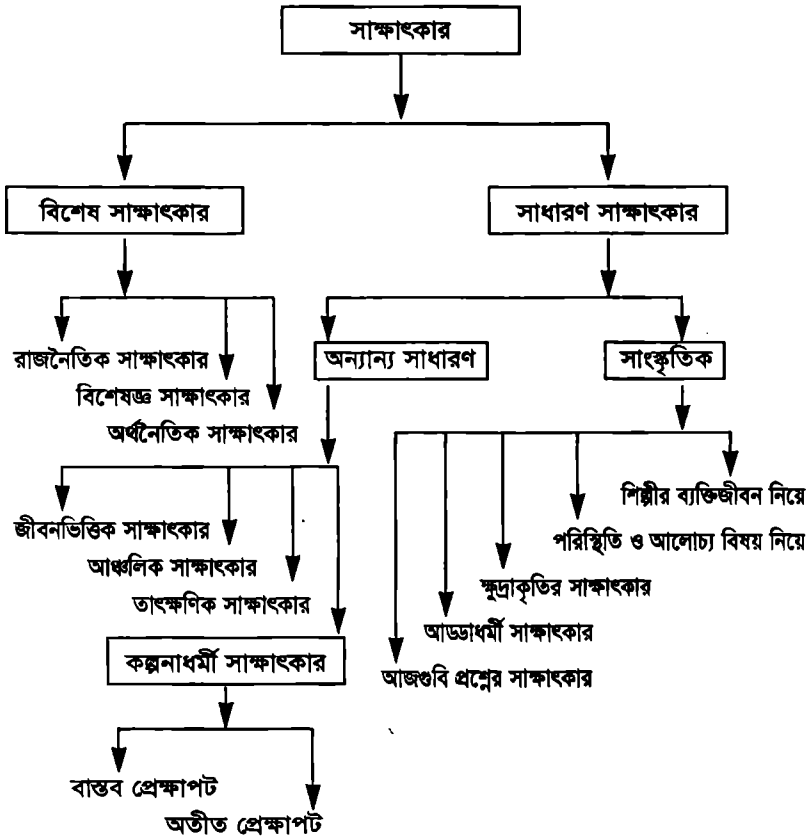 সাক্ষাৎকার
বিশেষ সাক্ষাৎকার
সাধারণ সাক্ষাৎকার
রাজনৈতিক সাক্ষাৎকার
বিশেষজ্ঞ সাক্ষাৎকার
অর্থনৈতিক সাক্ষাৎকার
অন্যান্য সাধারণ
সাংস্কৃতিক
জীবনভিত্তিক সাক্ষাৎকার
আঞ্চলিক সাক্ষাৎকার
তাৎক্ষণিক সাক্ষাৎকার
কল্পনাধর্মী সাক্ষাৎকার
বাস্তব প্রেক্ষাপট
অতীত প্রেক্ষাপট
শিল্পীর ব্যক্তিজীবন নিয়ে
পরিস্থিতি ও আলোচ্য বিষয় নিয়ে
ক্ষুদ্রাকৃতির সাক্ষাৎকার
আড্ডাধর্মী সাক্ষাৎকার
আজগুবি প্রশ্নের সাক্ষাৎকার